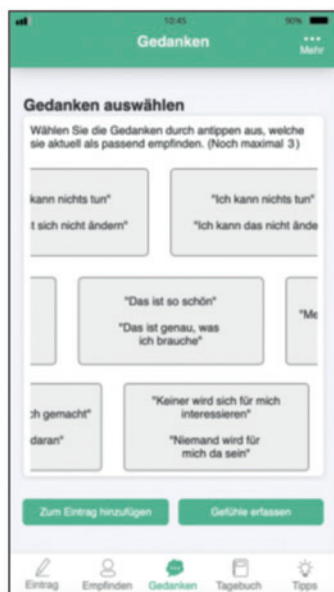 10:45
90%
Gedanken
Mehr
Gedanken auswählen
Wählen Sie die Gedanken durch antippen aus, welche
sie aktuell als passend empfinden. (Noch maximal 3)
kann nichts tun"
t sich nicht ändern"
"Ich kann nichts tun"
"Ich kann das nicht ände
"Das ist so schön"
"Das ist genau, was
ich brauche"
"Me
ch gemacht"
daran"
"Keiner wird sich für mich
interessieren"
"Niemand wird für
mich da sein"
Zum Eintrag hinzufügen
Gefühle erfassen
Eintrag
Empfinden
Gedanken
Tagebuch
Tipps